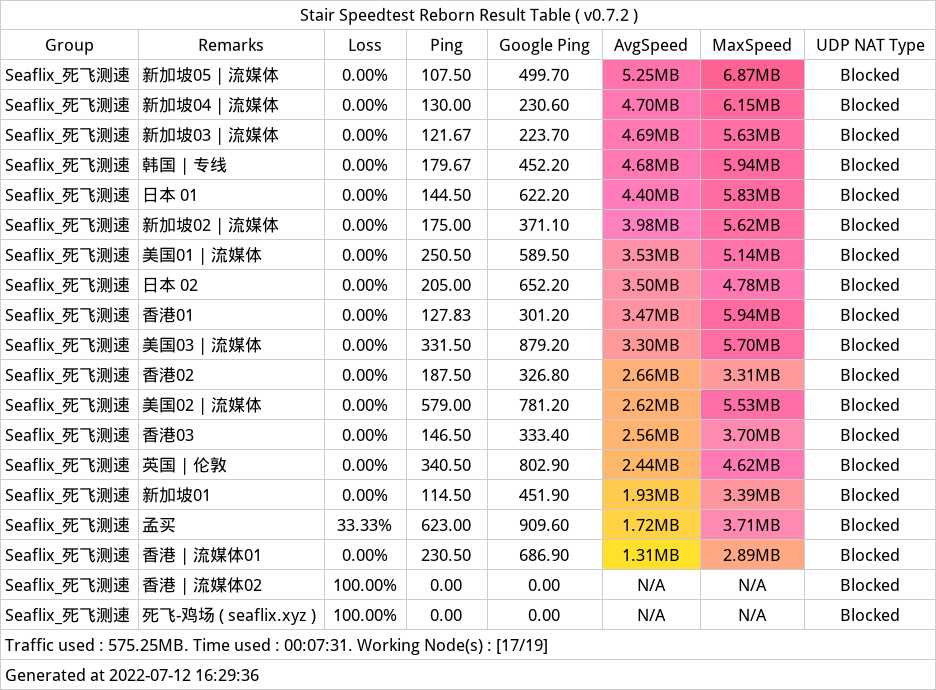 Stair Speedtest Reborn Result Table ( v0.7.2 )
Group Remarks Loss Ping Google Ping AvgSpeed MaxSpeed UDP NAT Type
Seaflix_死飞测速 新加坡05 | 流媒体 0.00% 107.50 499.70 5.25MB 6.87MB Blocked
Seaflix_死飞测速 新加坡04 | 流媒体 0.00% 130.00 230.60 4.70MB 6.15MB Blocked
Seaflix_死飞测速 新加坡03 | 流媒体 0.00% 121.67 223.70 4.69MB 5.63MB Blocked
Seaflix_死飞测速 韩国 | 专线 0.00% 179.67 452.20 4.68MB 5.94MB Blocked
Seaflix_死飞测速 日本 01 0.00% 144.50 622.20 4.40MB 5.83MB Blocked
Seaflix_死飞测速 新加坡02 | 流媒体 0.00% 175.00 371.10 3.98MB 5.62MB Blocked
Seaflix_死飞测速 美国01 | 流媒体 0.00% 250.50 589.50 3.53MB 5.14MB Blocked
Seaflix_死飞测速 日本 02 0.00% 205.00 652.20 3.50MB 4.78MB Blocked
Seaflix_死飞测速 香港01 0.00% 127.83 301.20 3.47MB 5.94MB Blocked
Seaflix_死飞测速 美国03 | 流媒体 0.00% 331.50 879.20 3.30MB 5.70MB Blocked
Seaflix_死飞测速 香港02 0.00% 187.50 326.80 2.66MB 3.31MB Blocked
Seaflix_死飞测速 美国02 | 流媒体 0.00% 579.00 781.20 2.62MB 5.53MB Blocked
Seaflix_死飞测速 香港03 0.00% 146.50 333.40 2.56MB 3.70MB Blocked
Seaflix_死飞测速 英国 | 伦敦 0.00% 340.50 802.90 2.44MB 4.62MB Blocked
Seaflix_死飞测速 新加坡01 0.00% 114.50 451.90 1.93MB 3.39MB Blocked
Seaflix_死飞测速 孟买 33.33% 623.00 909.60 1.72MB 3.71MB Blocked
Seaflix_死飞测速 香港 | 流媒体01 0.00% 230.50 686.90 1.31MB 2.89MB Blocked
Seaflix_死飞测速 香港 | 流媒体02 100.00% 0.00 0.00 N/A N/A Blocked
Seaflix_死飞测速 死飞-鸡场 ( seaflix.xyz ) 100.00% 0.00 0.00 N/A N/A Blocked
Traffic used : 575.25MB. Time used : 00:07:31. Working Node(s) : [17/19]
Generated at 2022-07-12 16:29:36